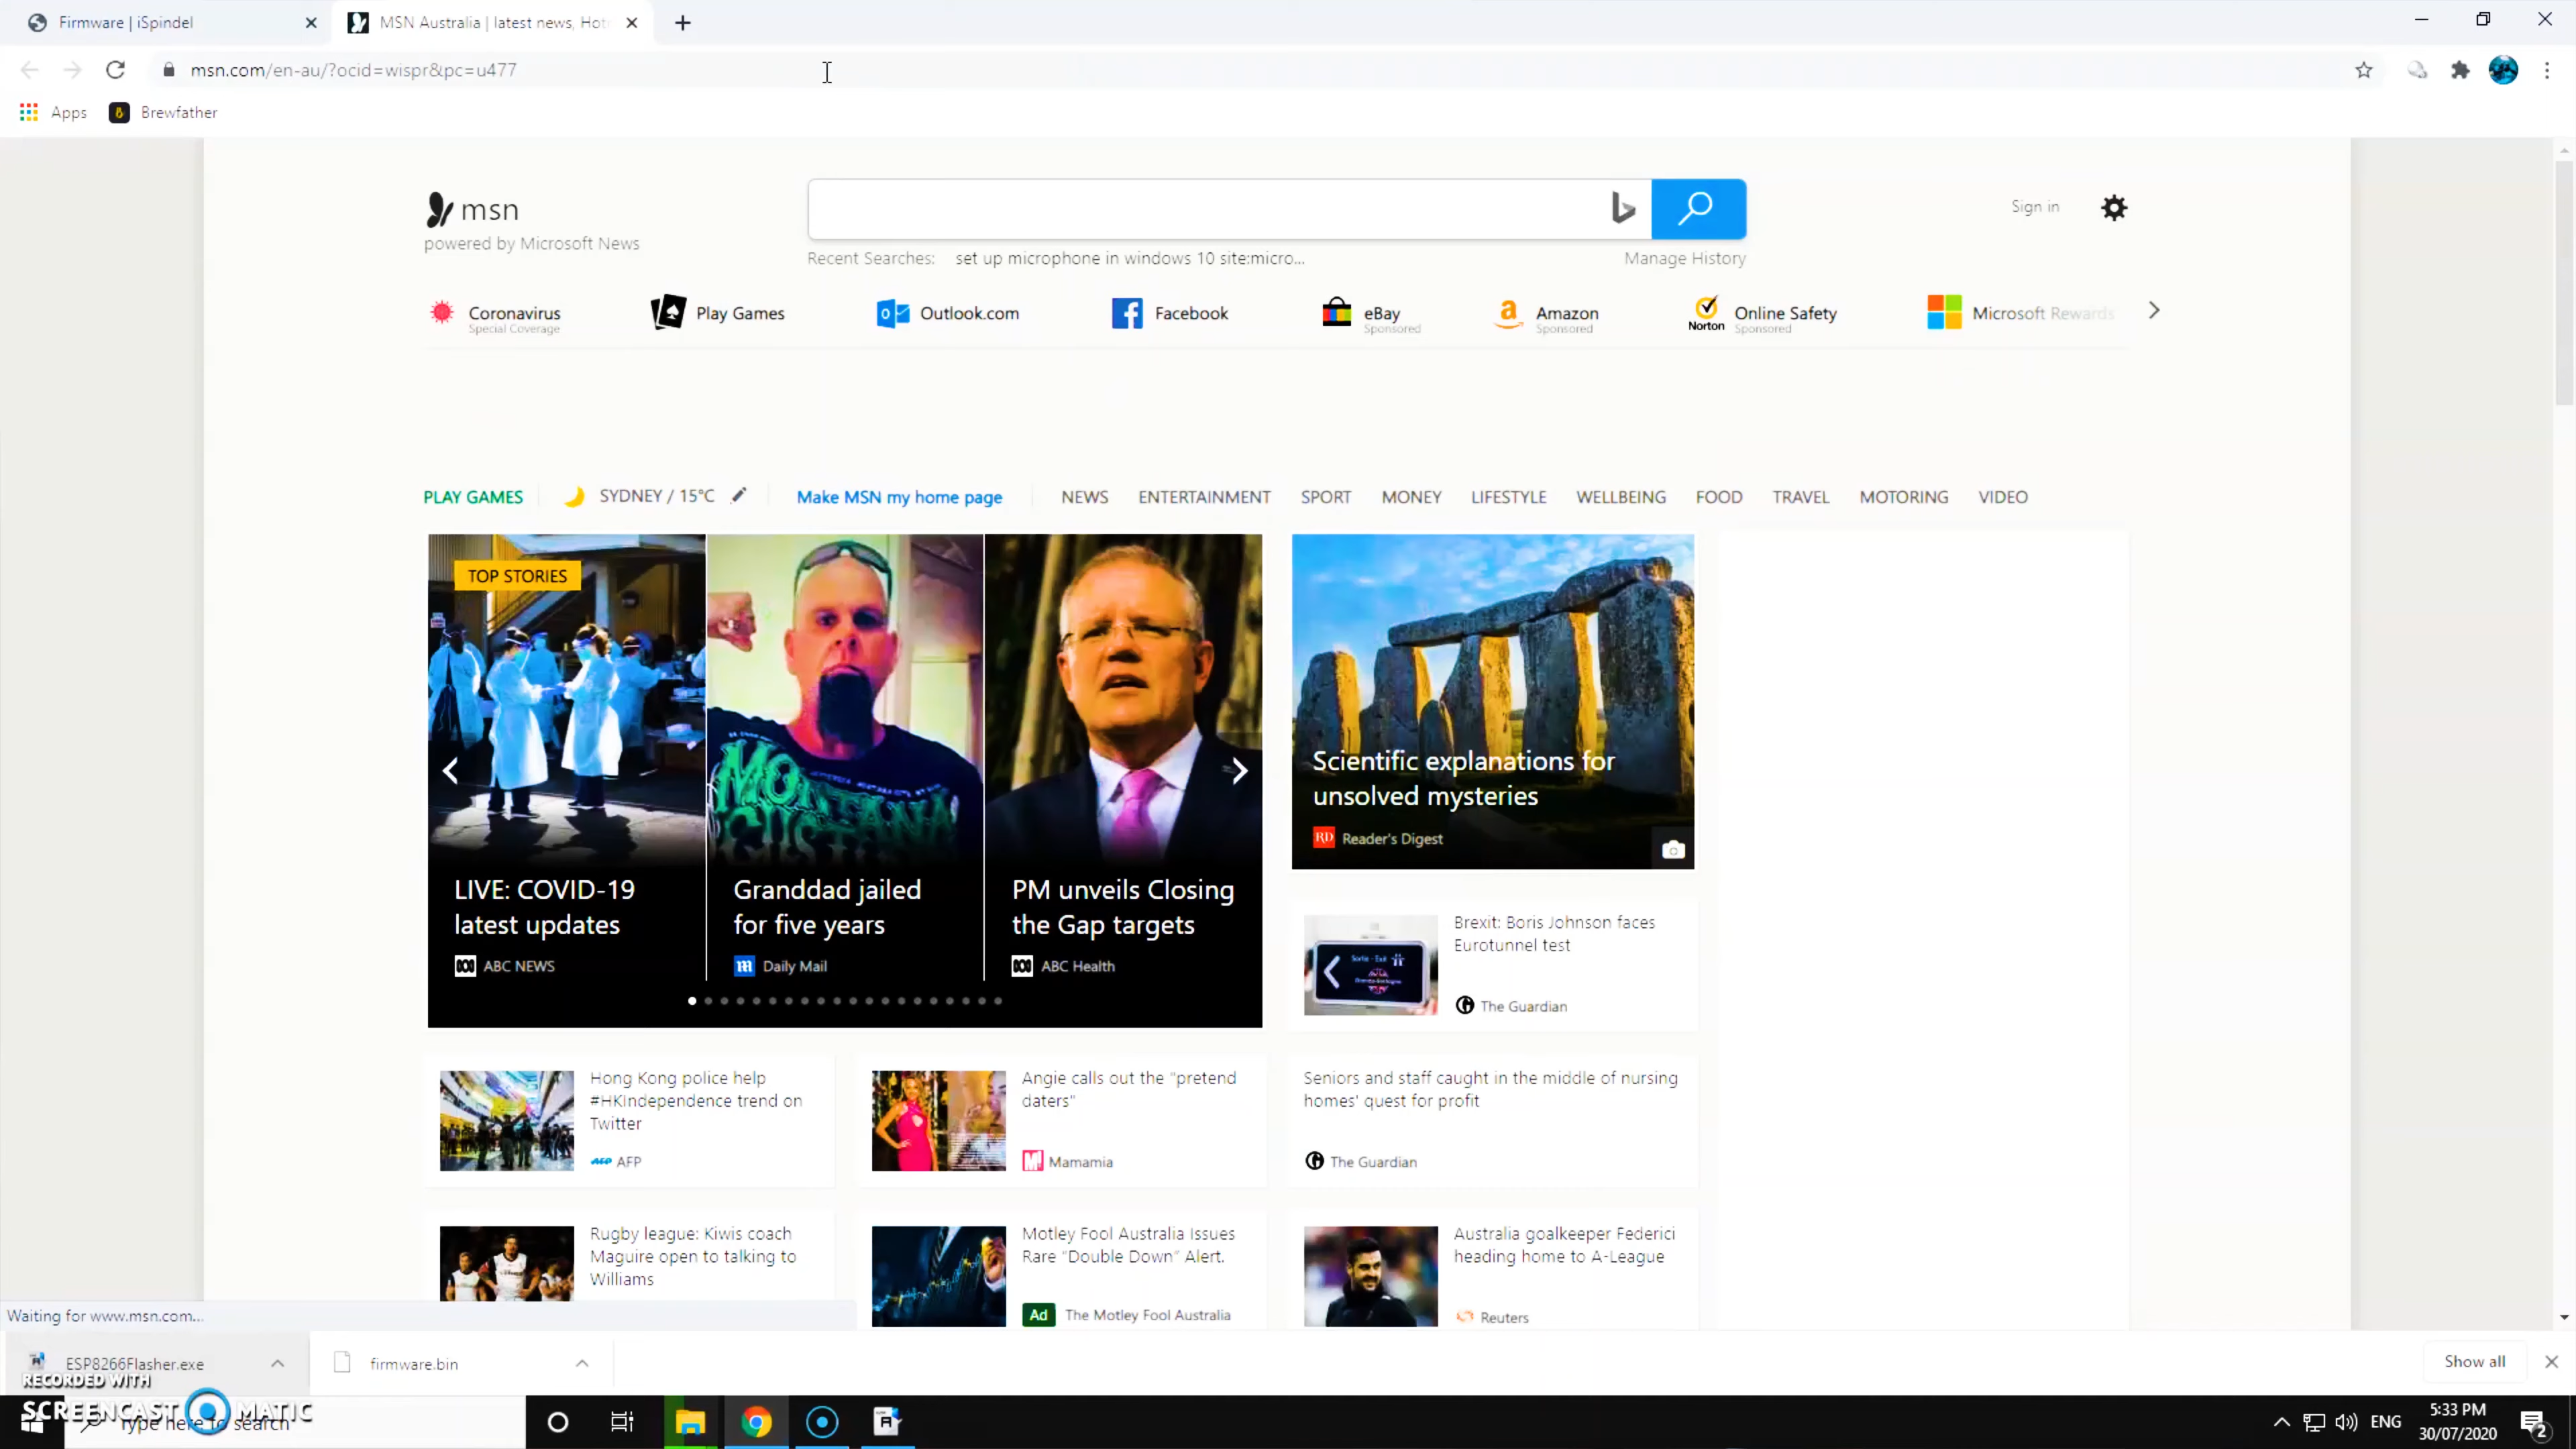 Firmware | iSpindel
MSN Australia | latest news, Hot
msn.com/en-au/?ocid=wispr&pc=u477
Apps
Brewfather
msn
powered by Microsoft News
Recent Searches: set up microphone in windows 10 site:micro...
Manage History
Sign in
Coronavirus
Special Coverage
Play Games
Outlook.com
Facebook
eBay
Sponsored
Amazon
Sponsored
Norton
Online Safety
Sponsored
Microsoft Rewards
PLAY GAMES
SYDNEY / 15°C
Make MSN my home page
NEWS
ENTERTAINMENT
SPORT
MONEY
LIFESTYLE
WELLBEING
FOOD
TRAVEL
MOTORING
VIDEO
TOP STORIES
LIVE: COVID-19
latest updates
ABC NEWS
Granddad jailed
for five years
Daily Mail
PM unveils Closing
the Gap targets
ABC Health
Scientific explanations for
unsolved mysteries
RD Reader's Digest
Brexit: Boris Johnson faces
Eurotunnel test
The Guardian
Hong Kong police help
#HKIndependence trend on
Twitter
AFP AFP
Angie calls out the "pretend
daters"
Mamamia
Seniors and staff caught in the middle of nursing
homes' quest for profit
The Guardian
Rugby league: Kiwis coach
Maguire open to talking to
Williams
Motley Fool Australia Issues
Rare “Double Down” Alert.
Ad The Motley Fool Australia
Australia goalkeeper Federici
heading home to A-League
Reuters
Waiting for www.msn.com...
ESP8266Flasher.exe
firmware.bin
Show all
RECORDED WITH
SCREENCAST MATIC
Type here to search
ENG
5:33 PM
30/07/2020
2